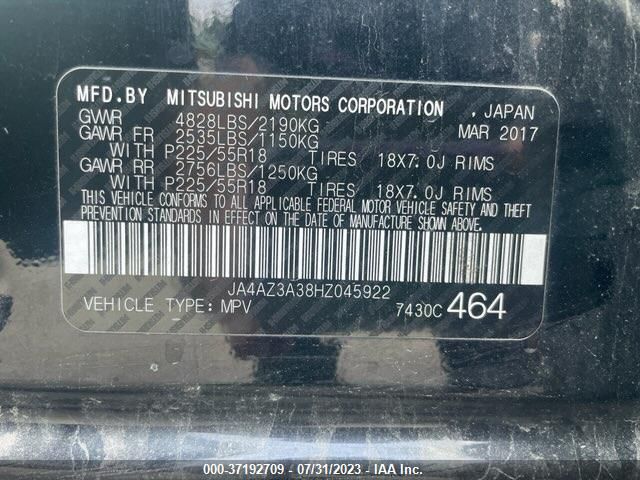 MFD.BY MITSUBISHI MOTORS CORPORATION , JAPAN
GVWR 4828LBS/2190KG MAR 2017
GAWR FR 2535LBS/1150KG
WITH P225/55R18 TIRES 18X7.0J RIMS
GAWR RR 2756LBS/1250KG
WITH P225/55R18 TIRES 18X7.0J RIMS
THIS VEHICLE CONFORMS TO ALL APPLICABLE FEDERAL MOTOR VEHICLE SAFETY AND THEFT
PREVENTION STANDARDS IN EFFECT ON THE DATE OF MANUFACTURE SHOWN ABOVE.
JA4AZ3A38HZ045922
VEHICLE TYPE: MPV 7430C 464
000-37192709 - 07/31/2023 - IAA Inc.